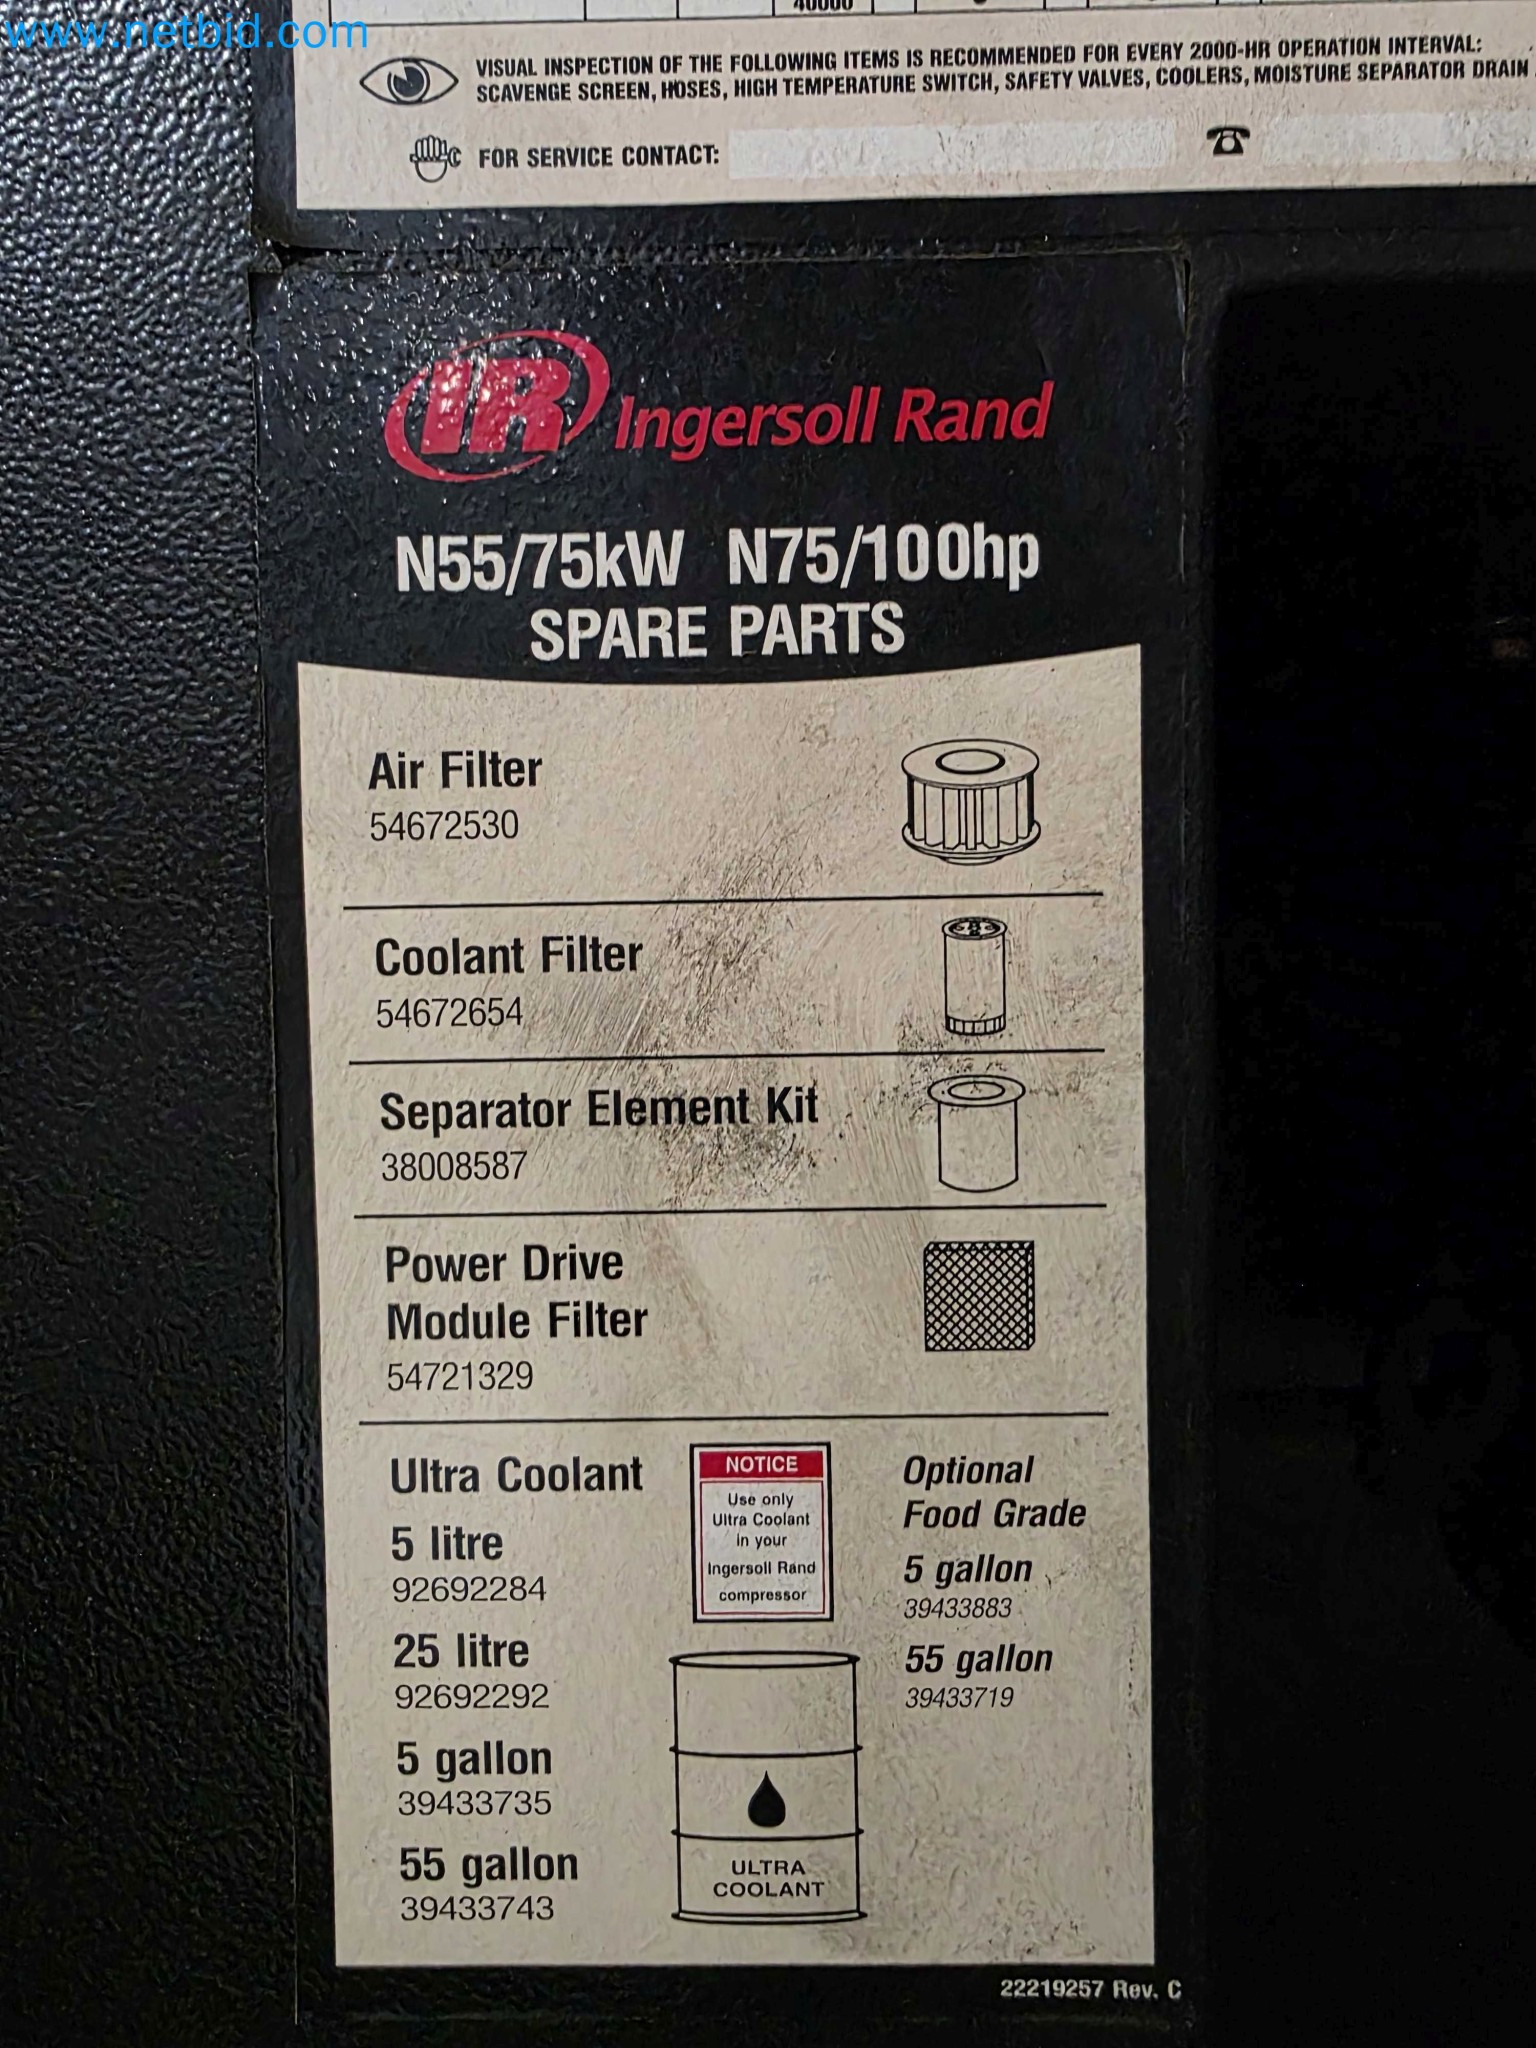 www.netbid.com
40000
VISUAL INSPECTION OF THE FOLLOWING ITEMS IS RECOMMENDED FOR EVERY 2000-HR OPERATION INTERVAL:
SCAVENGE SCREEN, HOSES, HIGH TEMPERATURE SWITCH, SAFETY VALVES, COOLERS, MOISTURE SEPARATOR DRAIN
FOR SERVICE CONTACT:
IR Ingersoll Rand
N55/75kW N75/100hp
SPARE PARTS
Air Filter
54672530
Coolant Filter
54672654
Separator Element Kit
38008587
Power Drive
Module Filter
54721329
Ultra Coolant
5 litre
92692284
25 litre
92692292
5 gallon
39433735
55 gallon
39433743
NOTICE
Use only
Ultra Coolant
in your
Ingersoll Rand
compressor
ULTRA
COOLANT
Optional
Food Grade
5 gallon
39433883
55 gallon
39433719
22219257 Rev. C